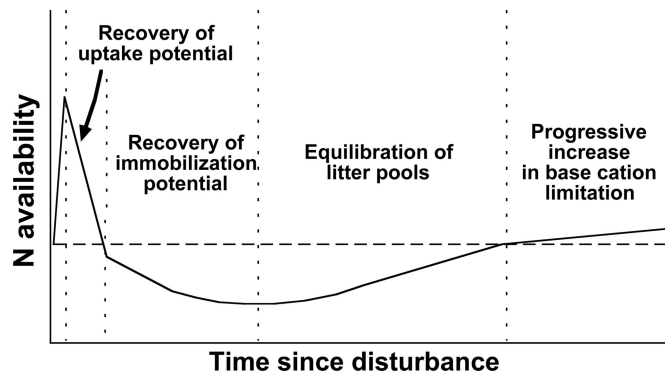 Recovery of
uptake potential
Recovery of
immobilization
potential
Equilibration of
litter pools
Progressive
increase
in base cation
limitation
N availability
Time since disturbance